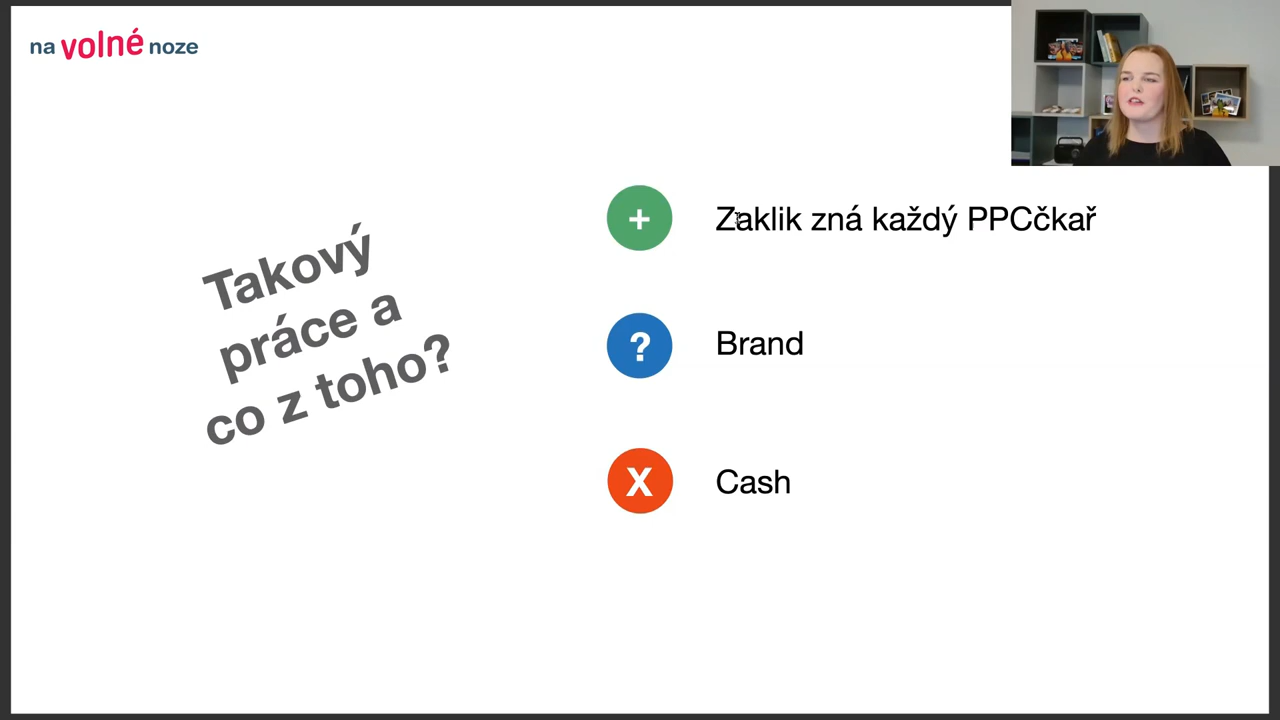 na volné noze
Takový
práce a
co z toho?
+ Zaklik zná každý PPCčkař
? Brand
X Cash